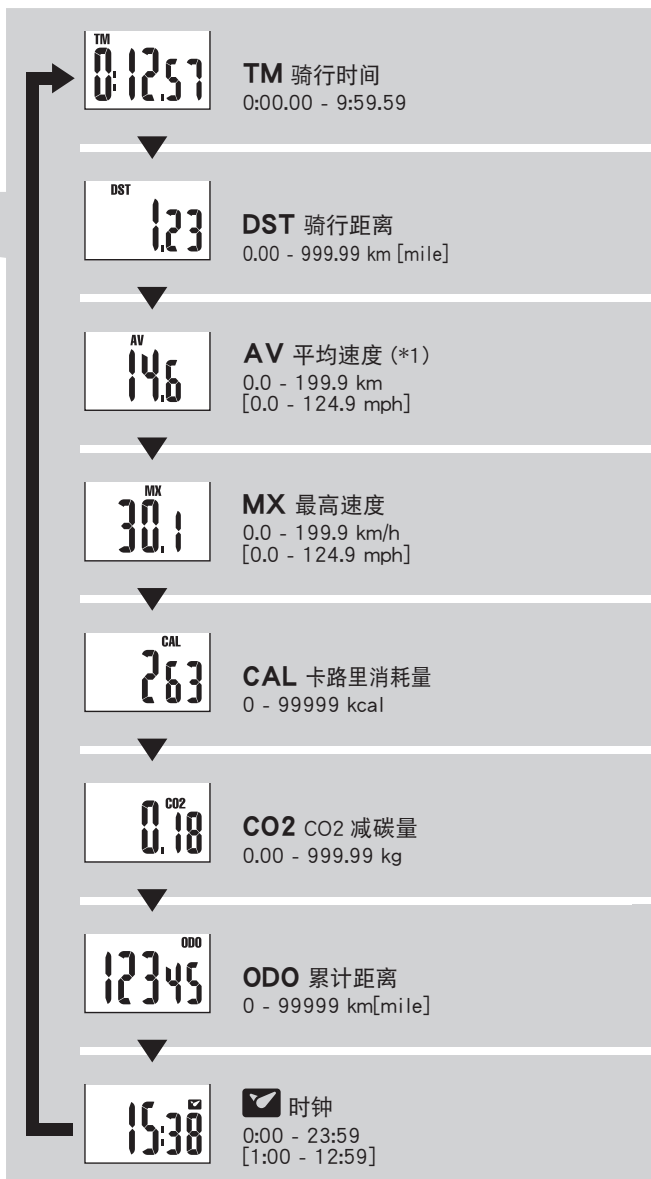 TM
0:12.57
TM 骑行时间
0:00.00 - 9:59.59
DST
1.23
DST 骑行距离
0.00 - 999.99 km [mile]
AV
14.6
AV 平均速度 (*1)
0.0 - 199.9 km
[0.0 - 124.9 mph]
MX
30.1
MX 最高速度
0.0 - 199.9 km/h
[0.0 - 124.9 mph]
CAL
263
CAL 卡路里消耗量
0 - 99999 kcal
CO2
0.18
CO2 CO2 减碳量
0.00 - 999.99 kg
ODO
12345
ODO 累计距离
0 - 99999 km[mile]
15:38
时钟
0:00 - 23:59
[1:00 - 12:59]